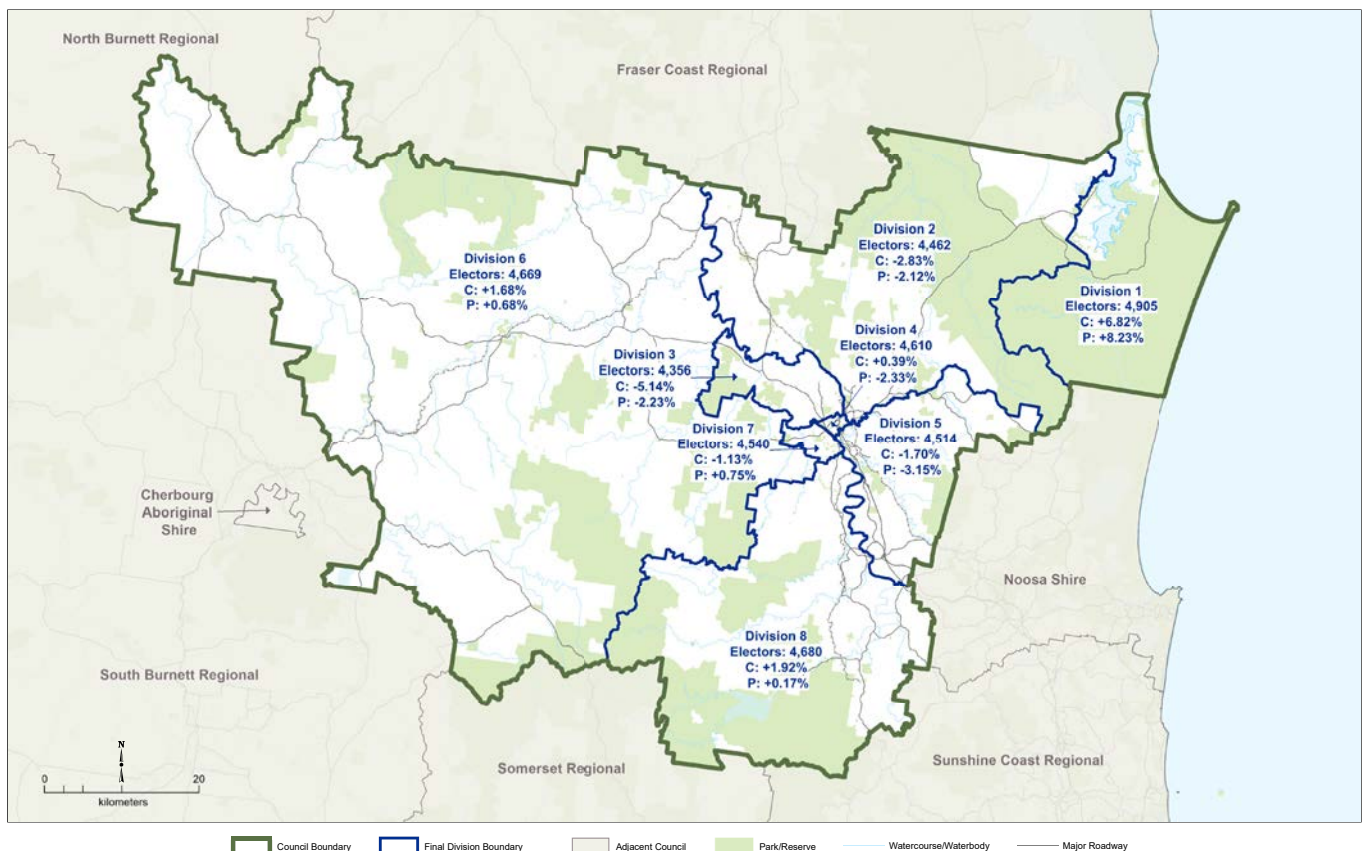 North Burnett Regional
Fraser Coast Regional
Division 2
Electors: 4,462
C: -2.83%
P: -2.12%
Division 6
Electors: 4,669
C: +1.68%
P: +0.68%
Division 1
Electors: 4,905
C: +6.82%
P: +8.23%
Division 4
Electors: 4,610
C: +0.39%
P: -2.33%
Division 3
Electors: 4,356
C: -5.14%
P: -2.23%
Division 7
Electors: 4,540
C: -1.13%
P: +0.75%
Division 5
Electors: 4,514
C: -1.70%
P: -3.15%
Cherbourg
Aboriginal
Shire
Noosa Shire
Division 8
Electors: 4,680
C: +1.92%
P: +0.17%
South Burnett Regional
Somerset Regional
Sunshine Coast Regional
N
0 20
kilometers
Council Boundary Final Division Boundary Adjacent Council Park/Reserve Watercourse/Waterbody Major Roadway